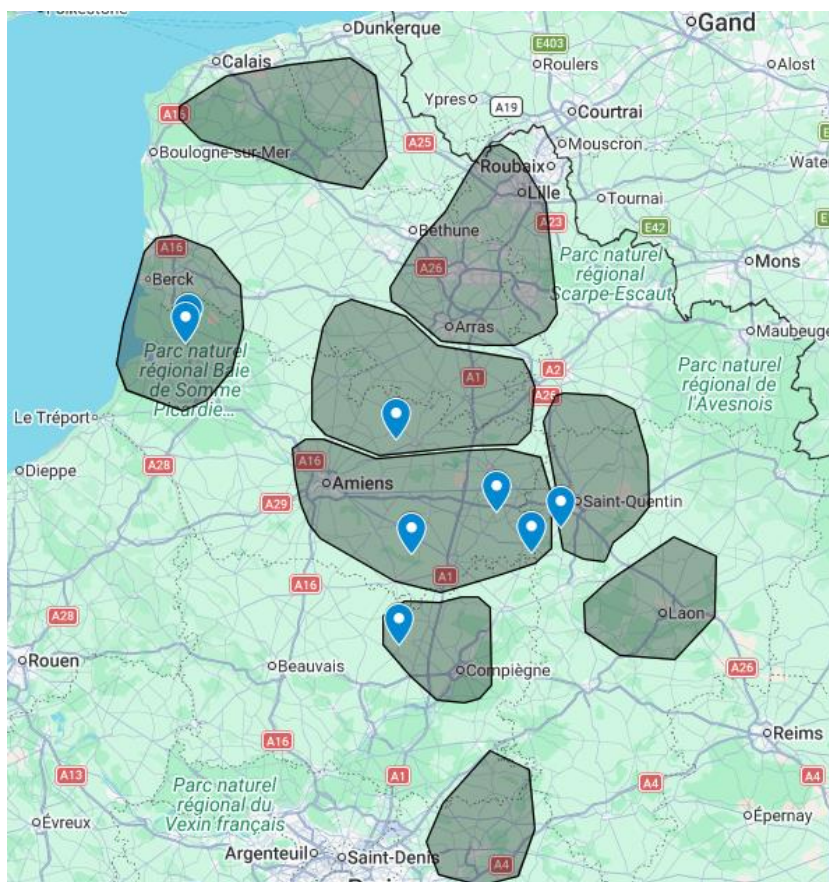 Dunkerque
Gand
Calais
E403
Roulers
Alost
Ypres
A19
Courtrai
A16
A25
Mouscron
Boulogne-sur-Mer
Roubaix
Lille
Tournai
Béthune
A23
E42
A16
Parc naturel
régional
Scarpe-Escaut
Mons
Berck
A26
Arras
Maubeuge
Parc naturel
régional Baie
de Somme
Picardie...
A1
A2
A26
Parc naturel
régional de
l'Avesnois
Le Tréport
A28
A16
Dieppe
Amiens
A29
Saint-Quentin
A1
A16
A28
Laon
Rouen
Beauvais
Compiègne
A26
A16
Reims
A13
Parc naturel
régional du
Vexin français
A1
A4
A4
Évreux
Épernay
Argenteuil
Saint-Denis
A4